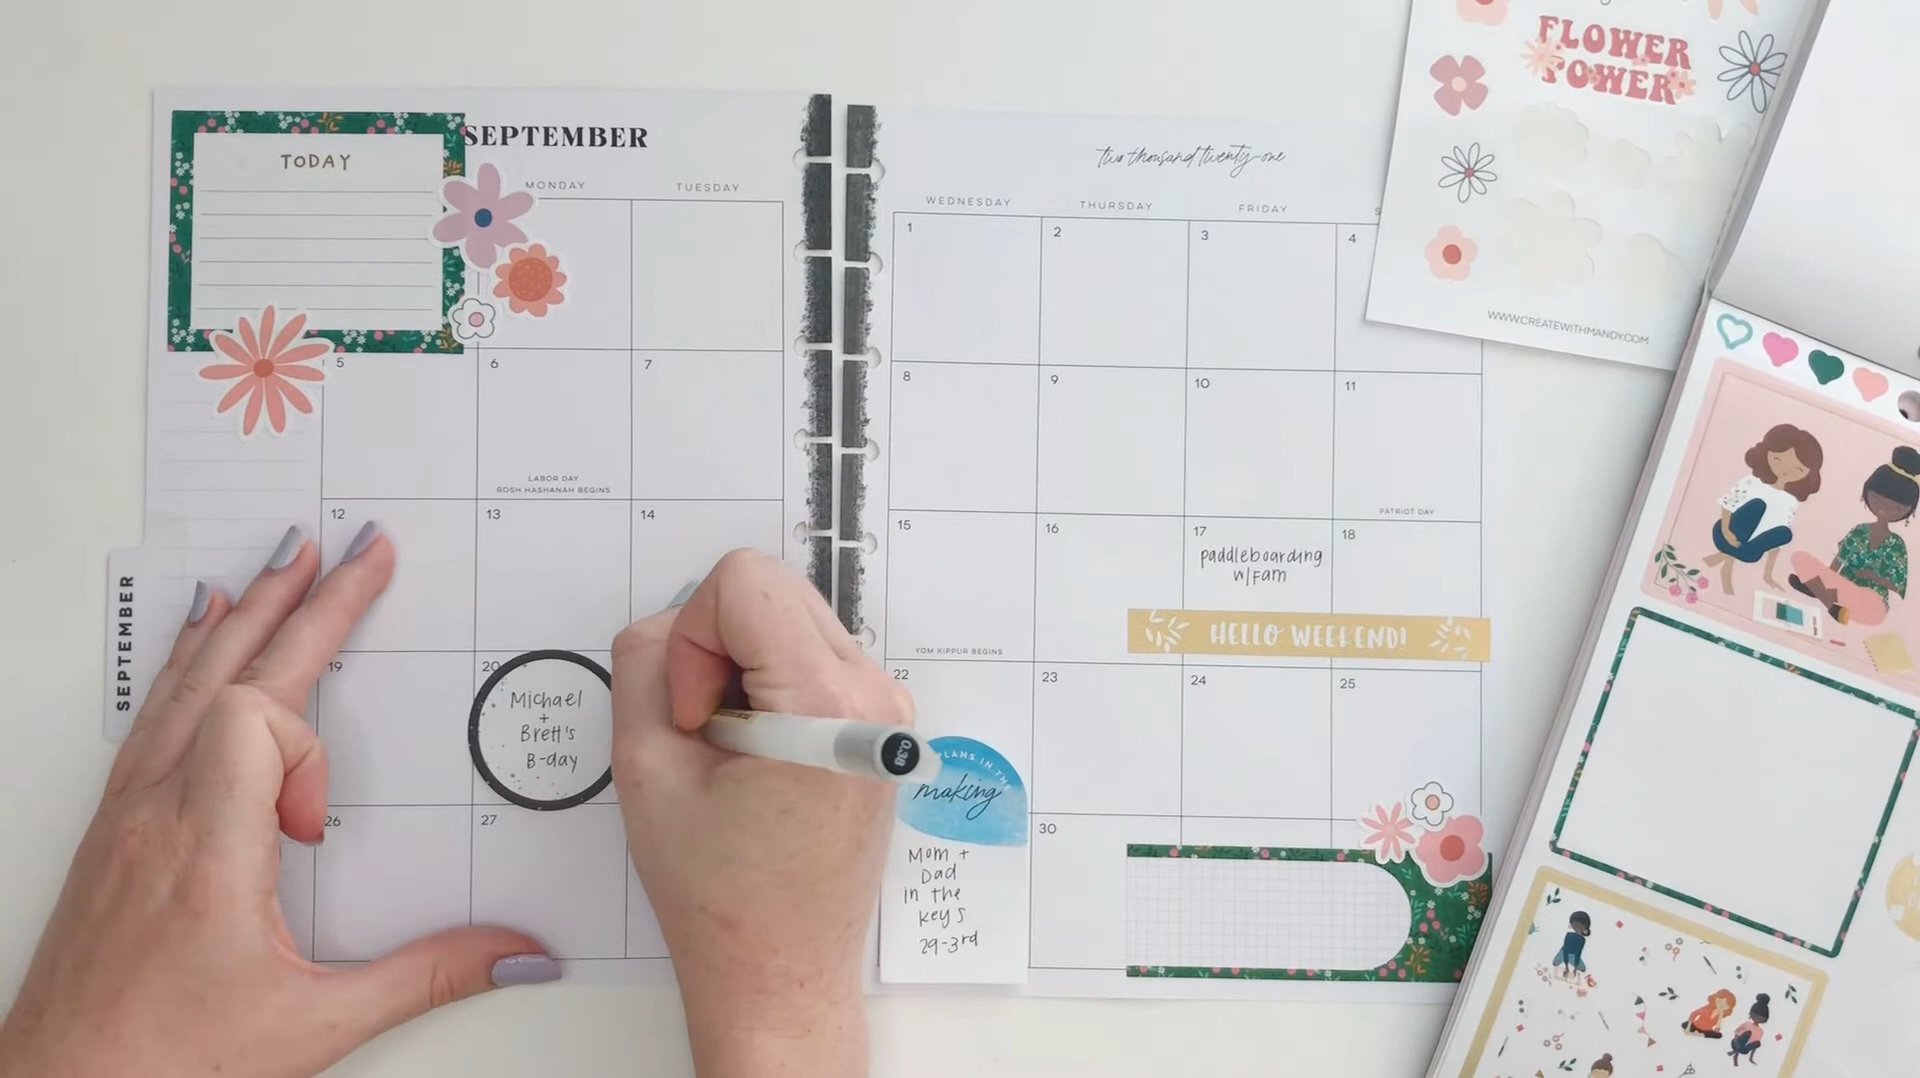 TODAY
SEPTEMBER
MONDAY
TUESDAY
5
6
7
LABOR DAY
ROSH HASHANAH BEGINS
12
13
14
SEPTEMBER
19
20
Michael
+
Brett's
B-day
26
27
two thousand twenty-one
WEDNESDAY
THURSDAY
FRIDAY
S
1
2
3
4
8
9
10
11
PATRIOT DAY
15
16
17
paddleboarding
w/Fam
18
YOM KIPPUR BEGINS
HELLO WEEKEND!
22
23
24
25
PLANS IN THE
making
Mom +
Dad
in the
keys
29-3rd
30
0.38
FLOWER
POWER
WWW.CREATEWITHMANDY.COM